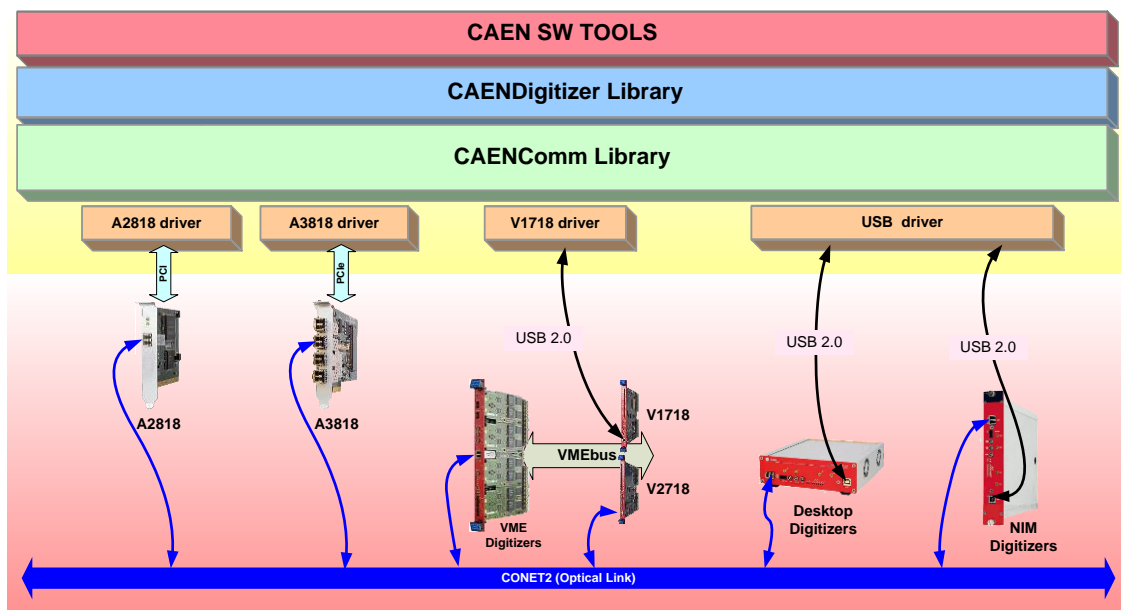 CAEN SW TOOLS
CAENDigitizer Library
CAENComm Library
A2818 driver
A3818 driver
V1718 driver
USB driver
PCI
PCIe
USB 2.0
USB 2.0
USB 2.0
A2818
A3818
V1718
VMEbus
V2718
VME
Digitizers
Desktop
Digitizers
NIM
Digitizers
CONET2 (Optical Link)